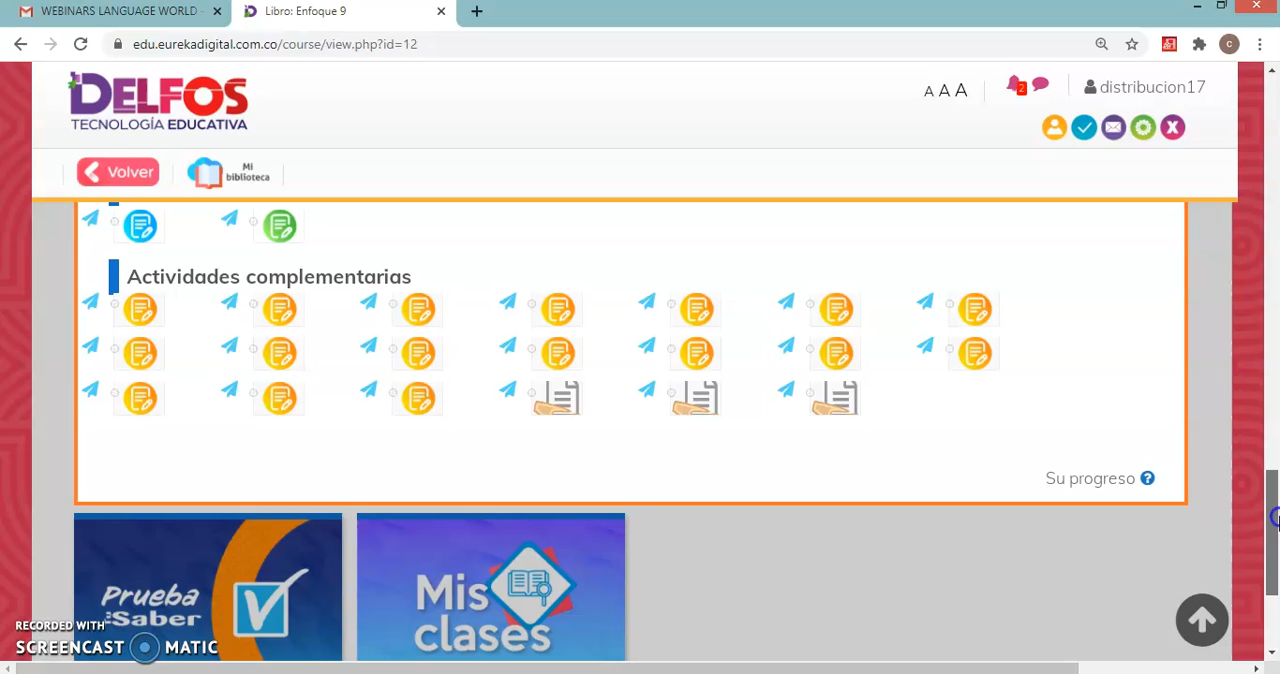 WEBINARS LANGUAGE WORLD -
Libro: Enfoque 9
edu.eurekadigital.com.co/course/view.php?id=12
c
DELFOS
TECNOLOGÍA EDUCATIVA
A A A
2
distribucion17
Volver
Mi
biblioteca
Actividades complementarias
Su progreso
Prueba
Saber
Mis
clases
RECORDED WITH
SCREENCAST MATIC